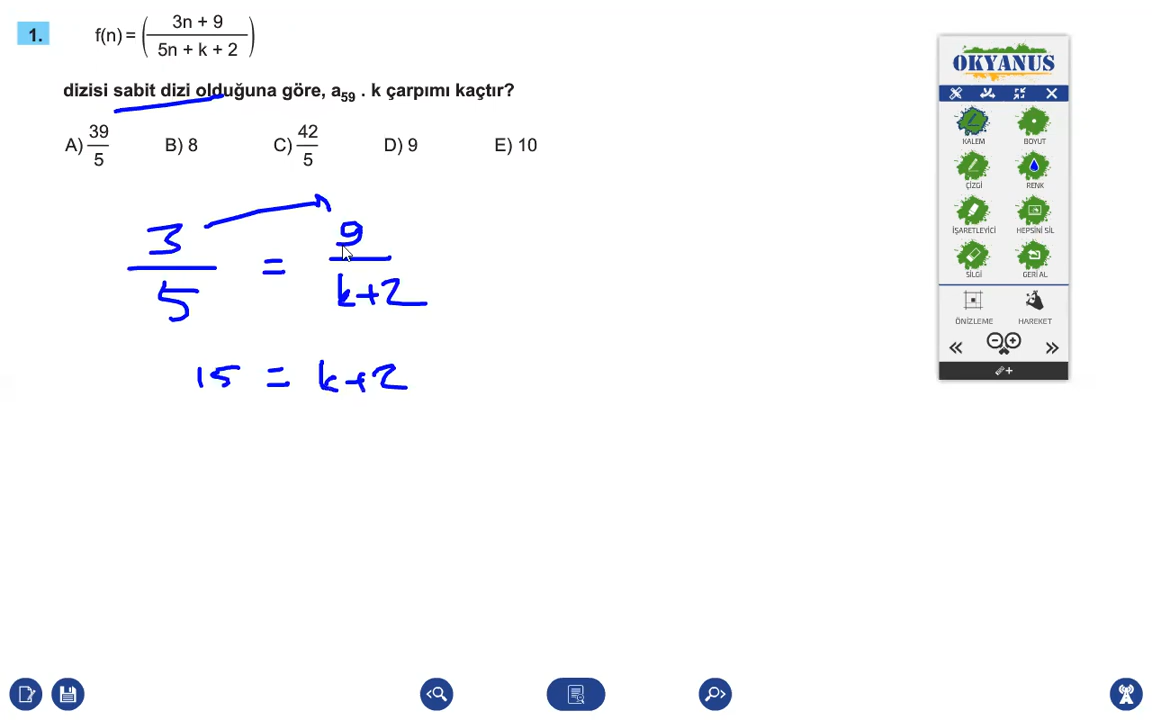 1.
f(n) = ( 3n + 9 / 5n + k + 2 )
dizisi sabit dizi olduğuna göre, a59 . k çarpımı kaçtır?
A) 39/5 B) 8 C) 42/5 D) 9 E) 10
3/5 = 9/k+2
15 = k+2
OKYANUS
KALEM BOYUT
ÇİZGİ RENK
İŞARETLEYİCİ HEPSİNİ SİL
SİLGİ GERİ AL
ÖNİZLEME HAREKET